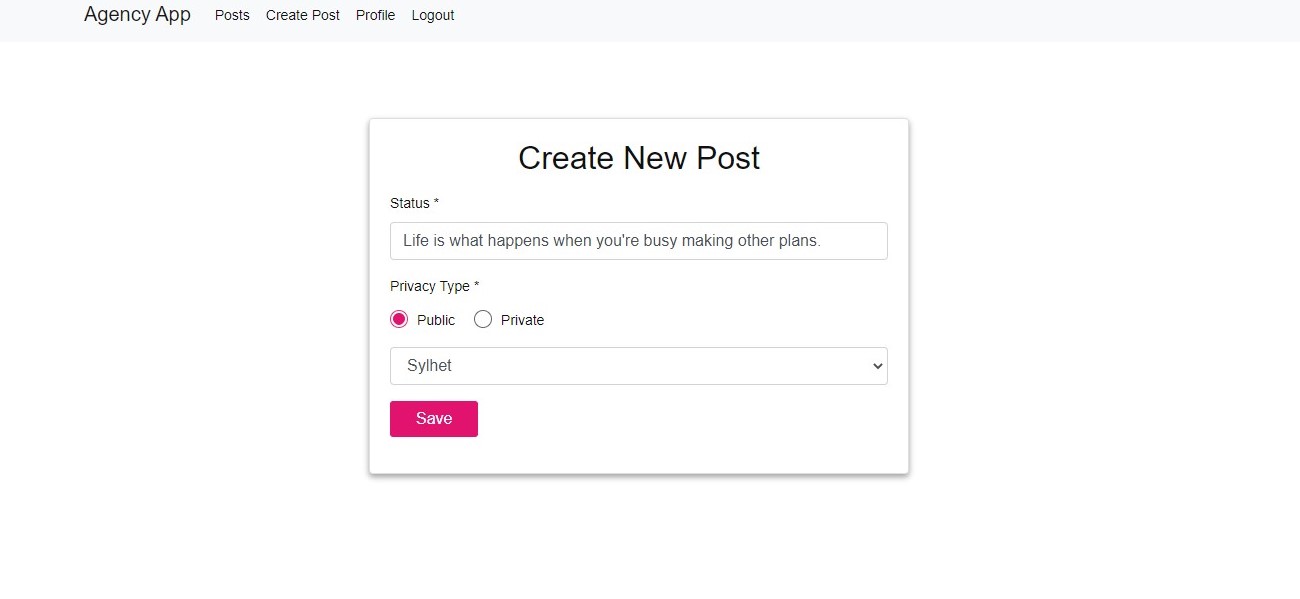 Agency App Posts Create Post Profile Logout
Create New Post
Status *
Life is what happens when you're busy making other plans.
Privacy Type *
Public Private
Sylhet
Save